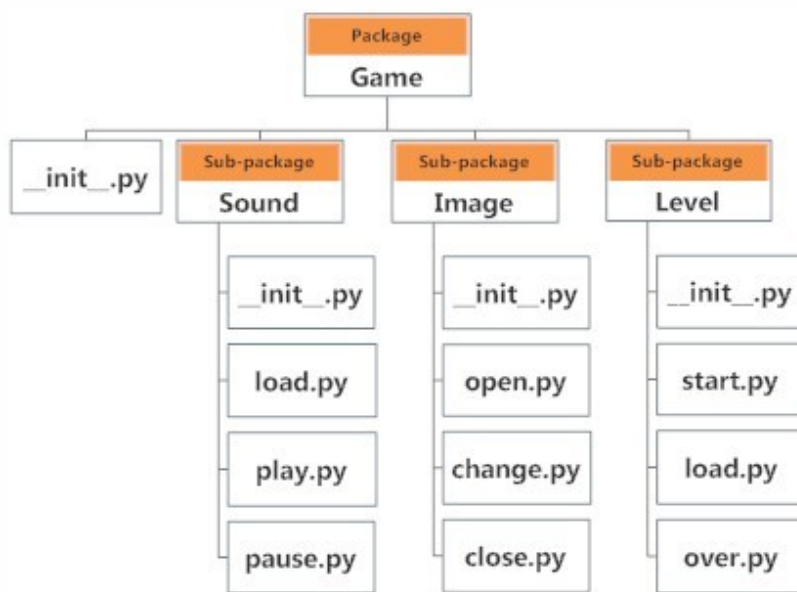 Package
Game
__init__.py
Sub-package
Sound
Sub-package
Image
Sub-package
Level
__init__.py
load.py
play.py
pause.py
__init__.py
open.py
change.py
close.py
__init__.py
start.py
load.py
over.py